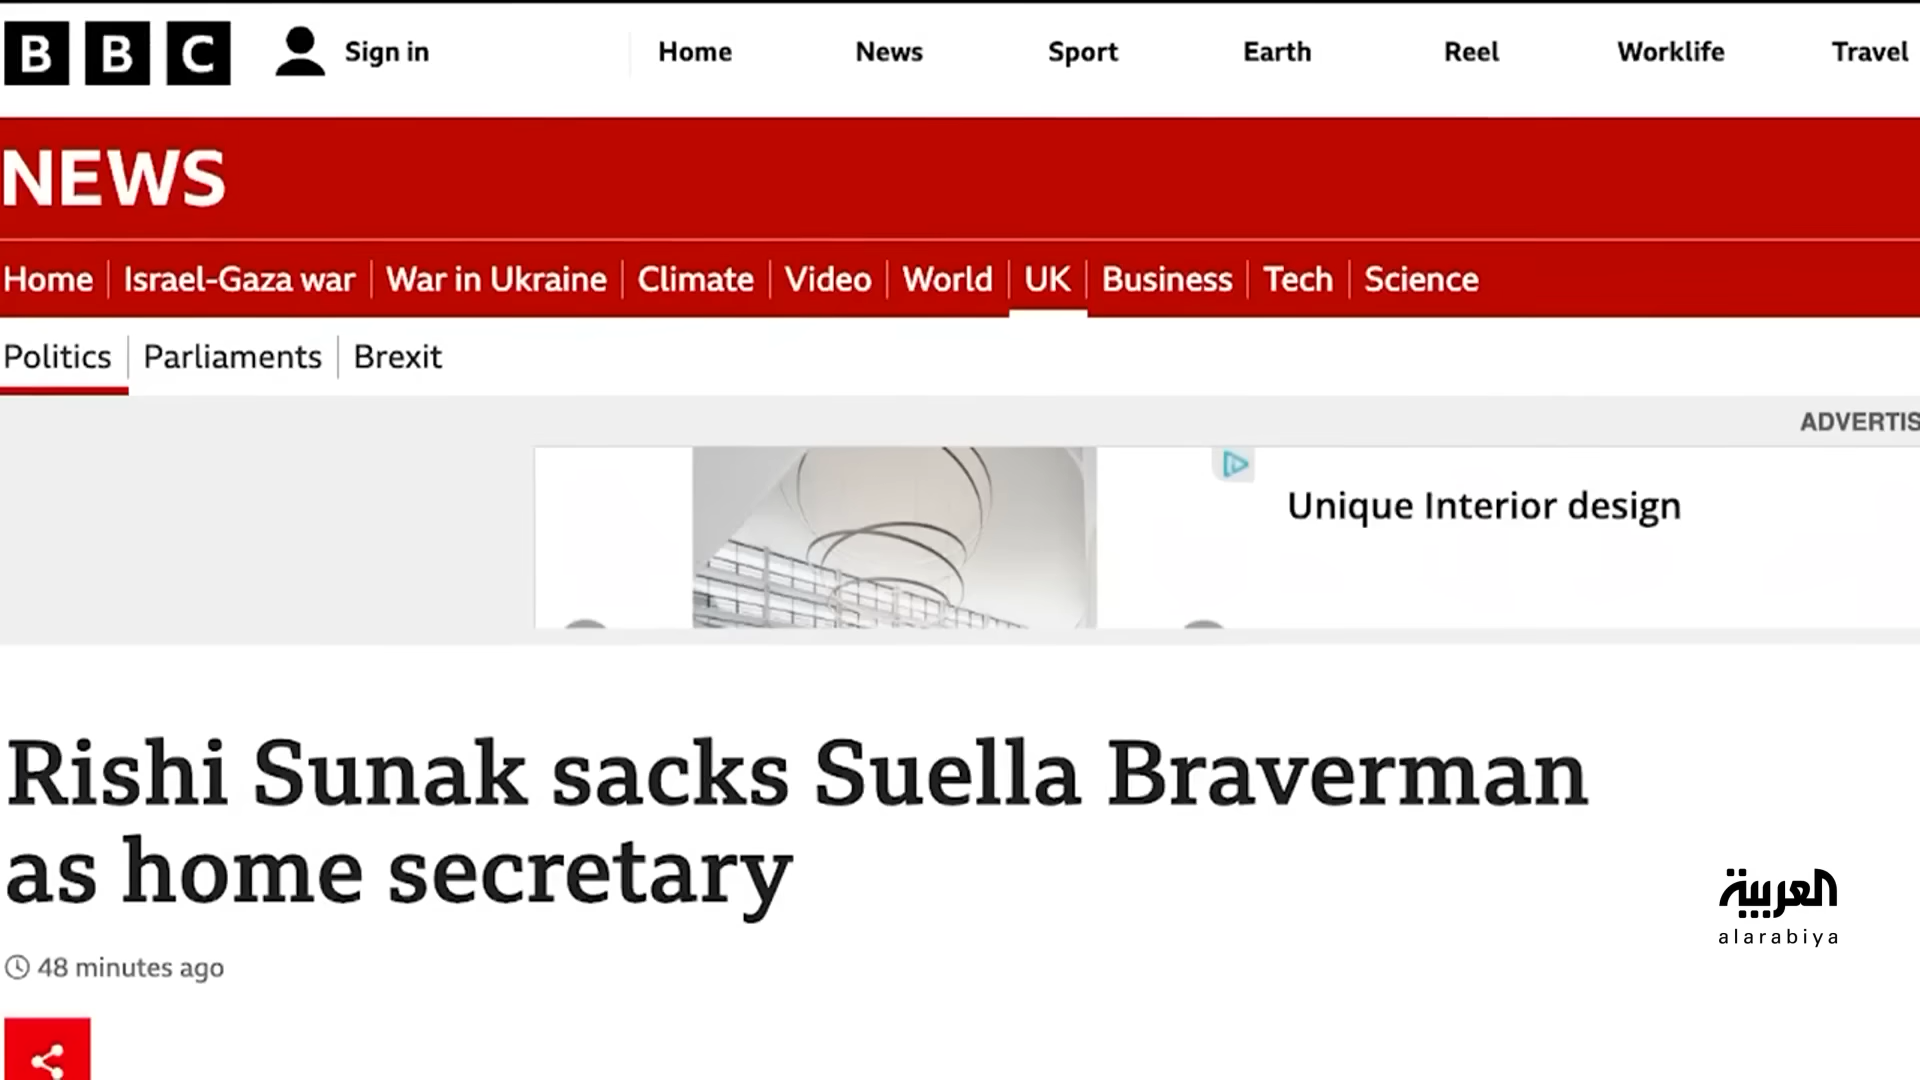 BBC Sign in Home News Sport Earth Reel Worklife Travel
NEWS
Home Israel-Gaza war War in Ukraine Climate Video World UK Business Tech Science
Politics Parliaments Brexit
ADVERTIS
Unique Interior design
Rishi Sunak sacks Suella Braverman
as home secretary
العربية
alarabiya
48 minutes ago